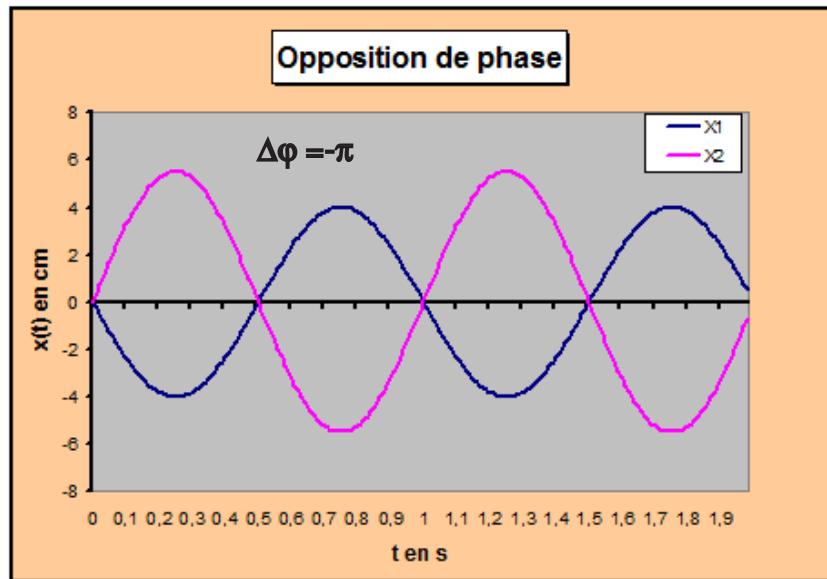 Opposition de phase
Δφ =-π
X1
X2
x(t) en cm
8
6
4
2
0
-2
-4
-6
-8
0 0,1 0,2 0,3 0,4 0,5 0,6 0,7 0,8 0,9 1 1,1 1,2 1,3 1,4 1,5 1,6 1,7 1,8 1,9
t en s